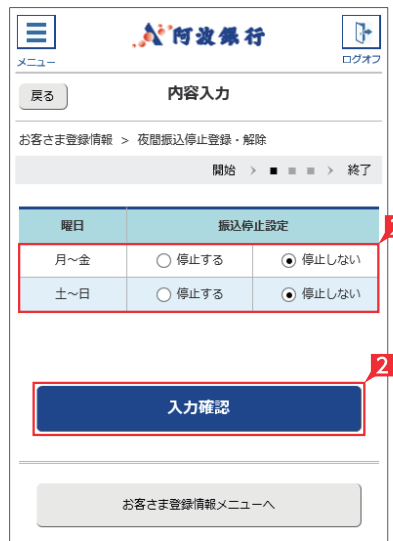 阿波銀行
メニュー
ログオフ
戻る
内容入力
お客さま登録情報 > 夜間振込停止登録・解除
開始 > ■ ■ ■ > 終了
曜日 振込停止設定
1
月～金 停止する 停止しない
土～日 停止する 停止しない
2
入力確認
お客さま登録情報メニューへ